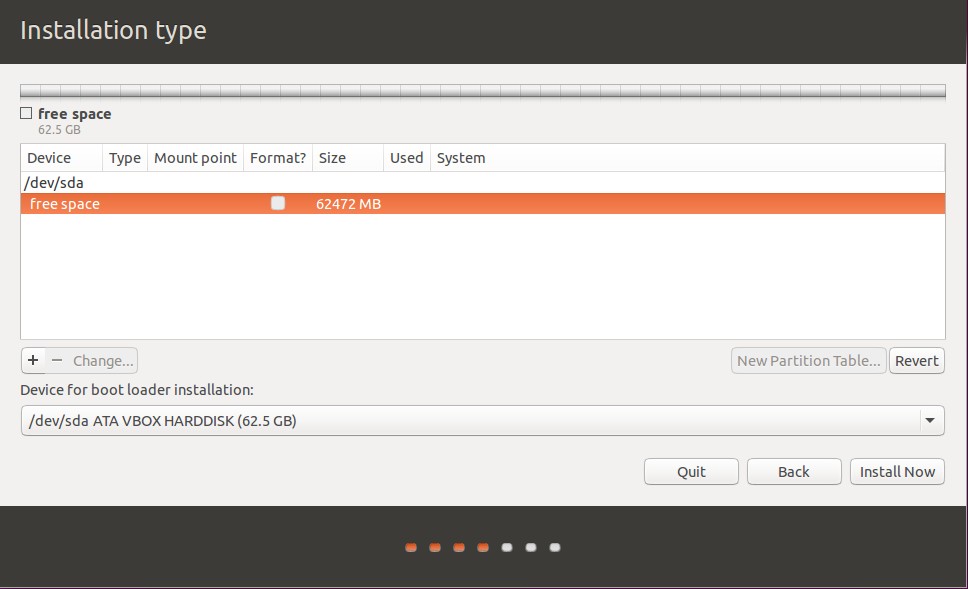 Installation type
free space
62.5 GB
Device Type Mount point Format? Size Used System
/dev/sda
free space 62472 MB
+ − Change... New Partition Table... Revert
Device for boot loader installation:
/dev/sda ATA VBOX HARDDISK (62.5 GB)
Quit Back Install Now